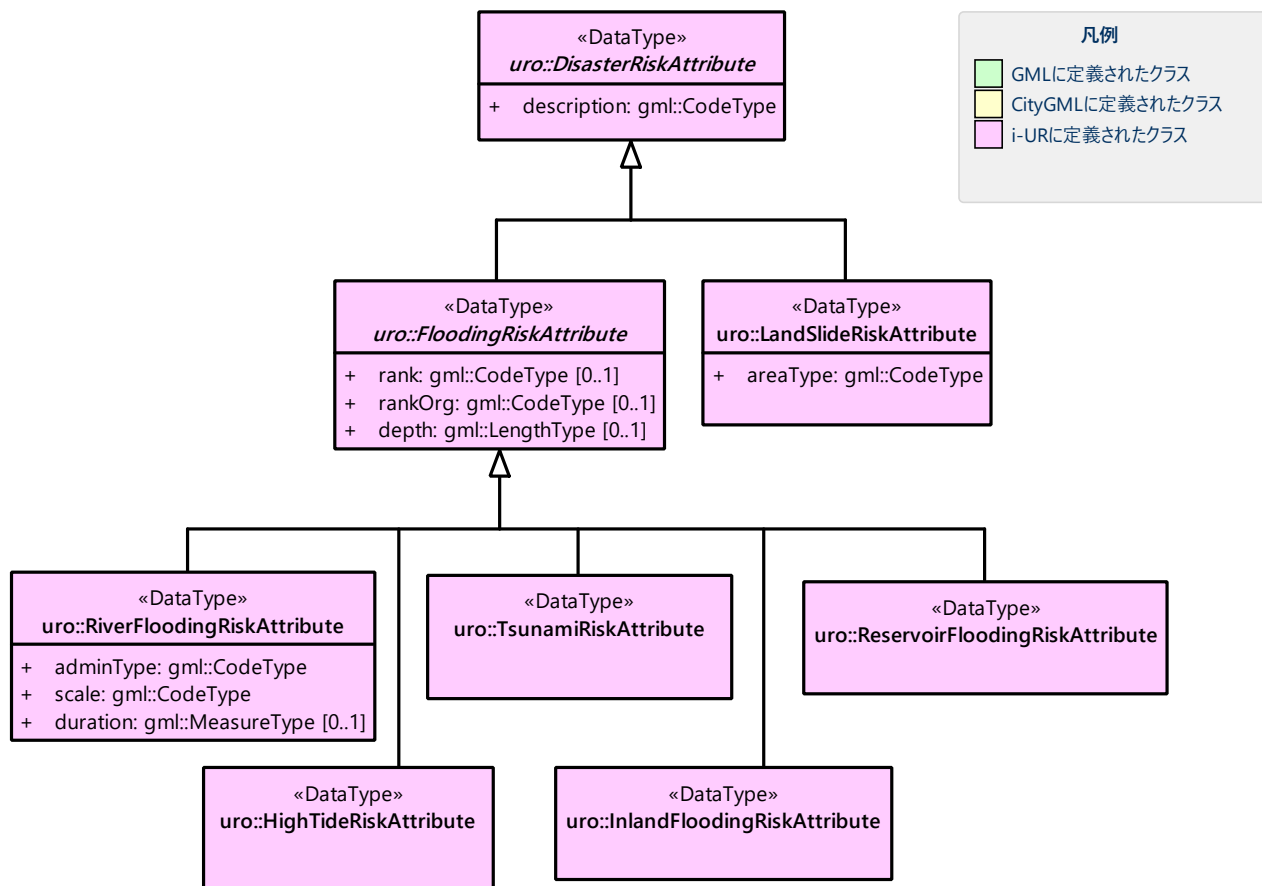 «DataType»
uro::DisasterRiskAttribute
+ description: gml::CodeType
凡例
GMLに定義されたクラス
CityGMLに定義されたクラス
i-URに定義されたクラス
«DataType»
uro::FloodingRiskAttribute
+ rank: gml::CodeType [0..1]
+ rankOrg: gml::CodeType [0..1]
+ depth: gml::LengthType [0..1]
«DataType»
uro::LandSlideRiskAttribute
+ areaType: gml::CodeType
«DataType»
uro::RiverFloodingRiskAttribute
+ adminType: gml::CodeType
+ scale: gml::CodeType
+ duration: gml::MeasureType [0..1]
«DataType»
uro::TsunamiRiskAttribute
«DataType»
uro::ReservoirFloodingRiskAttribute
«DataType»
uro::HighTideRiskAttribute
«DataType»
uro::InlandFloodingRiskAttribute